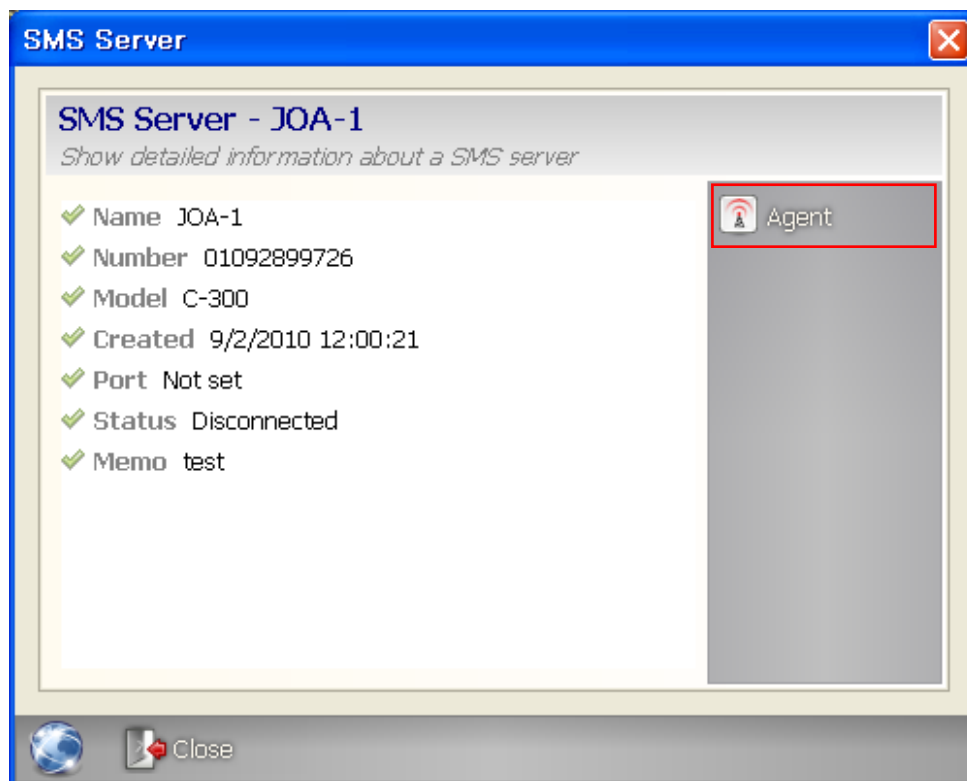 SMS Server
SMS Server - JOA-1
Show detailed information about a SMS server
Name JOA-1
Number 01092899726
Model C-300
Created 9/2/2010 12:00:21
Port Not set
Status Disconnected
Memo test
Agent
Close